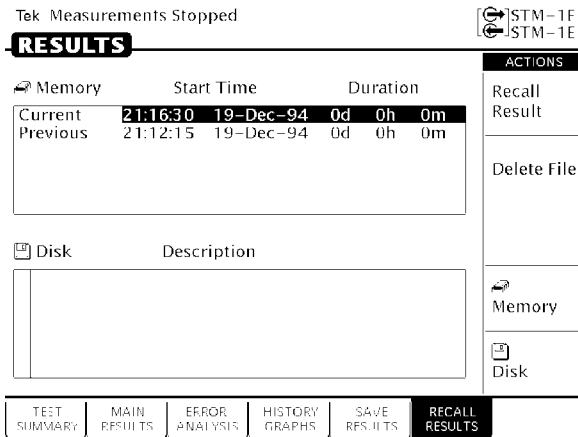 Tek Measurements Stopped
STM-1E
STM-1E
RESULTS
ACTIONS
Memory Start Time Duration
Current 21:16:30 19-Dec-94 0d 0h 0m
Previous 21:12:15 19-Dec-94 0d 0h 0m
Recall
Result
Delete File
Disk Description
Memory
Disk
TEST
SUMMARY
MAIN
RESULTS
ERROR
ANALYSIS
HISTORY
GRAPHS
SAVE
RESULTS
RECALL
RESULTS